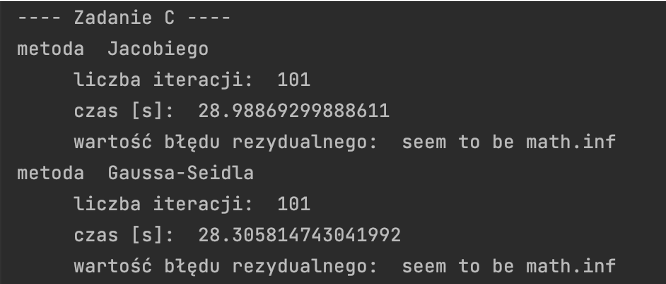 ---- Zadanie C ----
metoda  Jacobiego
     liczba iteracji:  101
     czas [s]:  28.98869299888611
     wartość błędu rezydualnego:  seem to be math.inf
metoda  Gaussa-Seidla
     liczba iteracji:  101
     czas [s]:  28.305814743041992
     wartość błędu rezydualnego:  seem to be math.inf